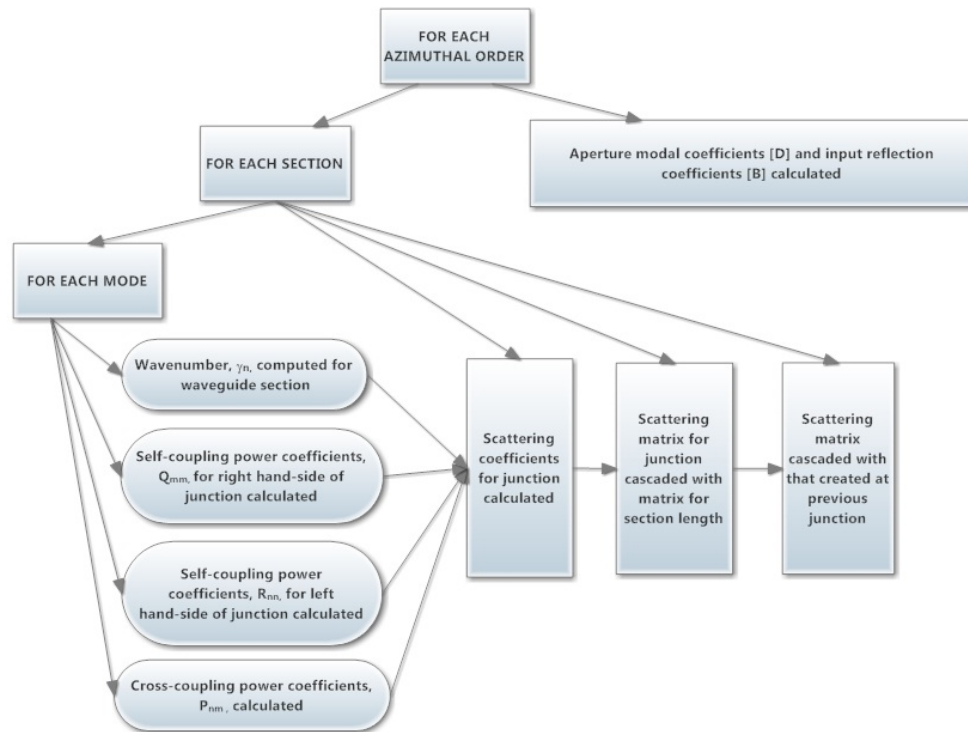 FOR EACH
AZIMUTHAL ORDER
FOR EACH SECTION
Aperture modal coefficients [D] and input reflection
coefficients [B] calculated
FOR EACH MODE
Wavenumber, γn, computed for
waveguide section
Self-coupling power coefficients,
Qmm, for right hand-side of
junction calculated
Self-coupling power
coefficients, Rnn, for left
hand-side of junction calculated
Cross-coupling power coefficients,
Pnm , calculated
Scattering
coefficients
for junction
calculated
Scattering
matrix for
junction
cascaded with
matrix for
section length
Scattering
matrix
cascaded with
that created at
previous
junction